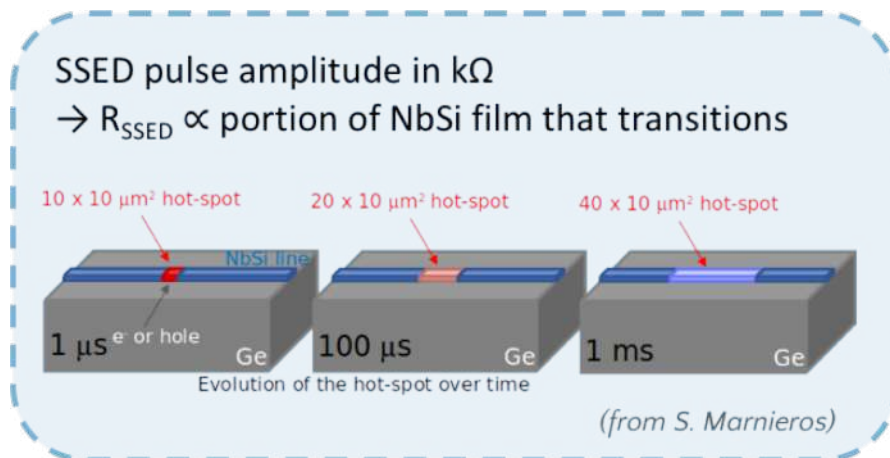 SSED pulse amplitude in kΩ
→ R_SSED ∝ portion of NbSi film that transitions
10 x 10 μm² hot-spot
20 x 10 μm² hot-spot
40 x 10 μm² hot-spot
NbSi line
1 μs
e⁻ or hole
Ge
100 μs
Ge
1 ms
Ge
Evolution of the hot-spot over time
(from S. Marnieros)